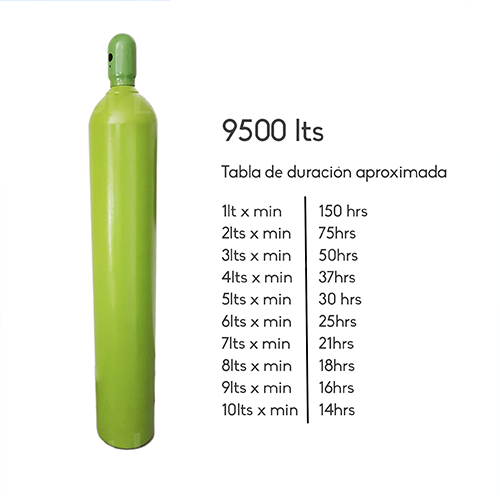 9500 lts
Tabla de duración aproximada
1lt x min 150 hrs
2lts x min 75hrs
3lts x min 50hrs
4lts x min 37hrs
5lts x min 30 hrs
6lts x min 25hrs
7lts x min 21hrs
8lts x min 18hrs
9lts x min 16hrs
10lts x min 14hrs